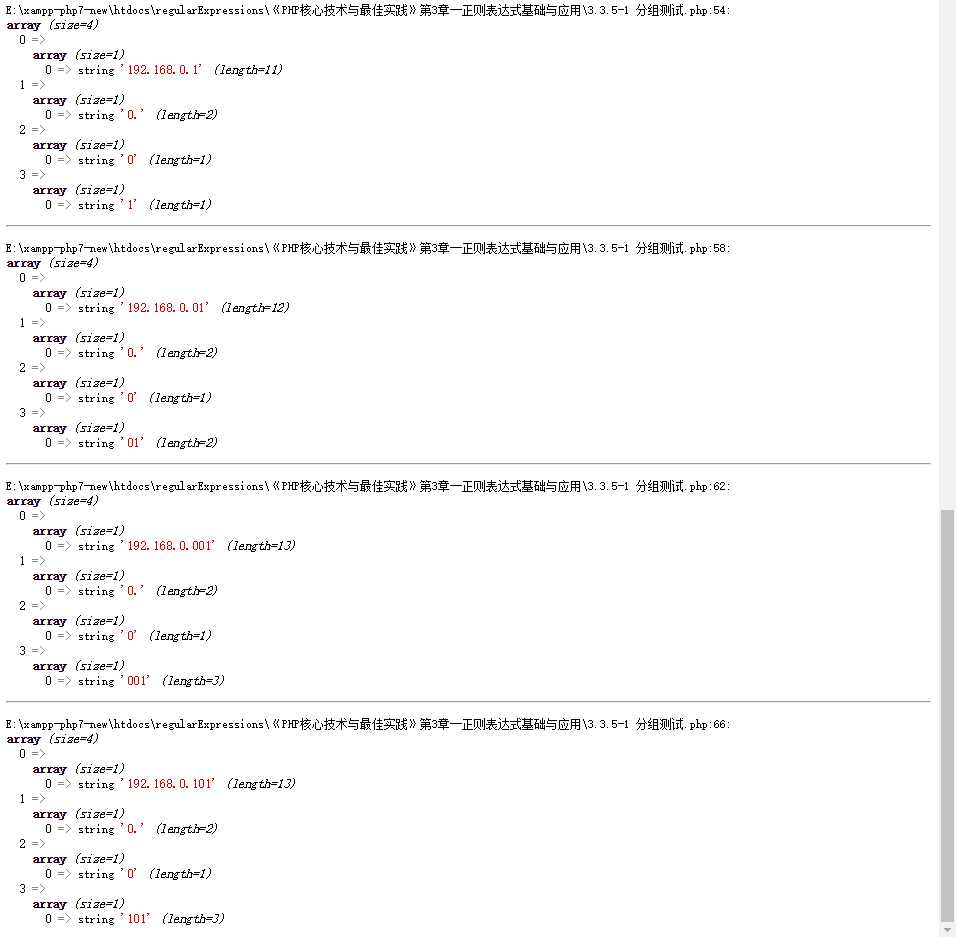 E:\xampp-php7-new\htdocs\regularExpressions\《PHP核心技术与最佳实践》第3章—正则表达式基础与应用\3.3.5-1 分组测试.php:54:
array (size=4)
0 =>
array (size=1)
0 => string '192.168.0.1' (length=11)
1 =>
array (size=1)
0 => string '0.' (length=2)
2 =>
array (size=1)
0 => string '0' (length=1)
3 =>
array (size=1)
0 => string '1' (length=1)
E:\xampp-php7-new\htdocs\regularExpressions\《PHP核心技术与最佳实践》第3章—正则表达式基础与应用\3.3.5-1 分组测试.php:58:
array (size=4)
0 =>
array (size=1)
0 => string '192.168.0.01' (length=12)
1 =>
array (size=1)
0 => string '0.' (length=2)
2 =>
array (size=1)
0 => string '0' (length=1)
3 =>
array (size=1)
0 => string '01' (length=2)
E:\xampp-php7-new\htdocs\regularExpressions\《PHP核心技术与最佳实践》第3章—正则表达式基础与应用\3.3.5-1 分组测试.php:62:
array (size=4)
0 =>
array (size=1)
0 => string '192.168.0.001' (length=13)
1 =>
array (size=1)
0 => string '0.' (length=2)
2 =>
array (size=1)
0 => string '0' (length=1)
3 =>
array (size=1)
0 => string '001' (length=3)
E:\xampp-php7-new\htdocs\regularExpressions\《PHP核心技术与最佳实践》第3章—正则表达式基础与应用\3.3.5-1 分组测试.php:66:
array (size=4)
0 =>
array (size=1)
0 => string '192.168.0.101' (length=13)
1 =>
array (size=1)
0 => string '0.' (length=2)
2 =>
array (size=1)
0 => string '0' (length=1)
3 =>
array (size=1)
0 => string '101' (length=3)